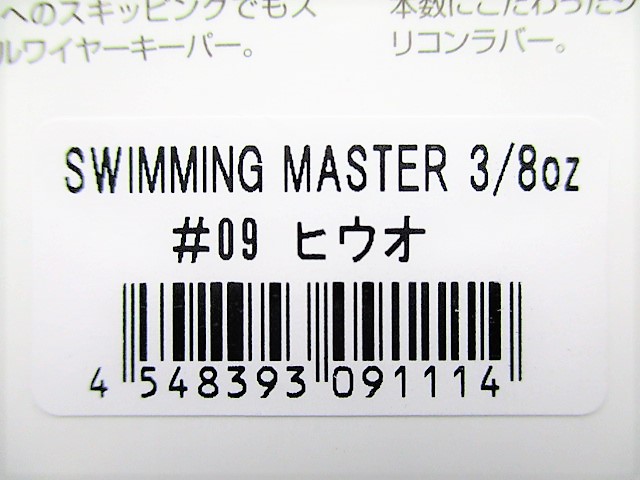 へのスキッピングでもス
ルワイヤーキーパー。
本数にこだわったシ
リコンラバー。
SWIMMING MASTER 3/8oz
#09 ヒウオ
4 548393 091114